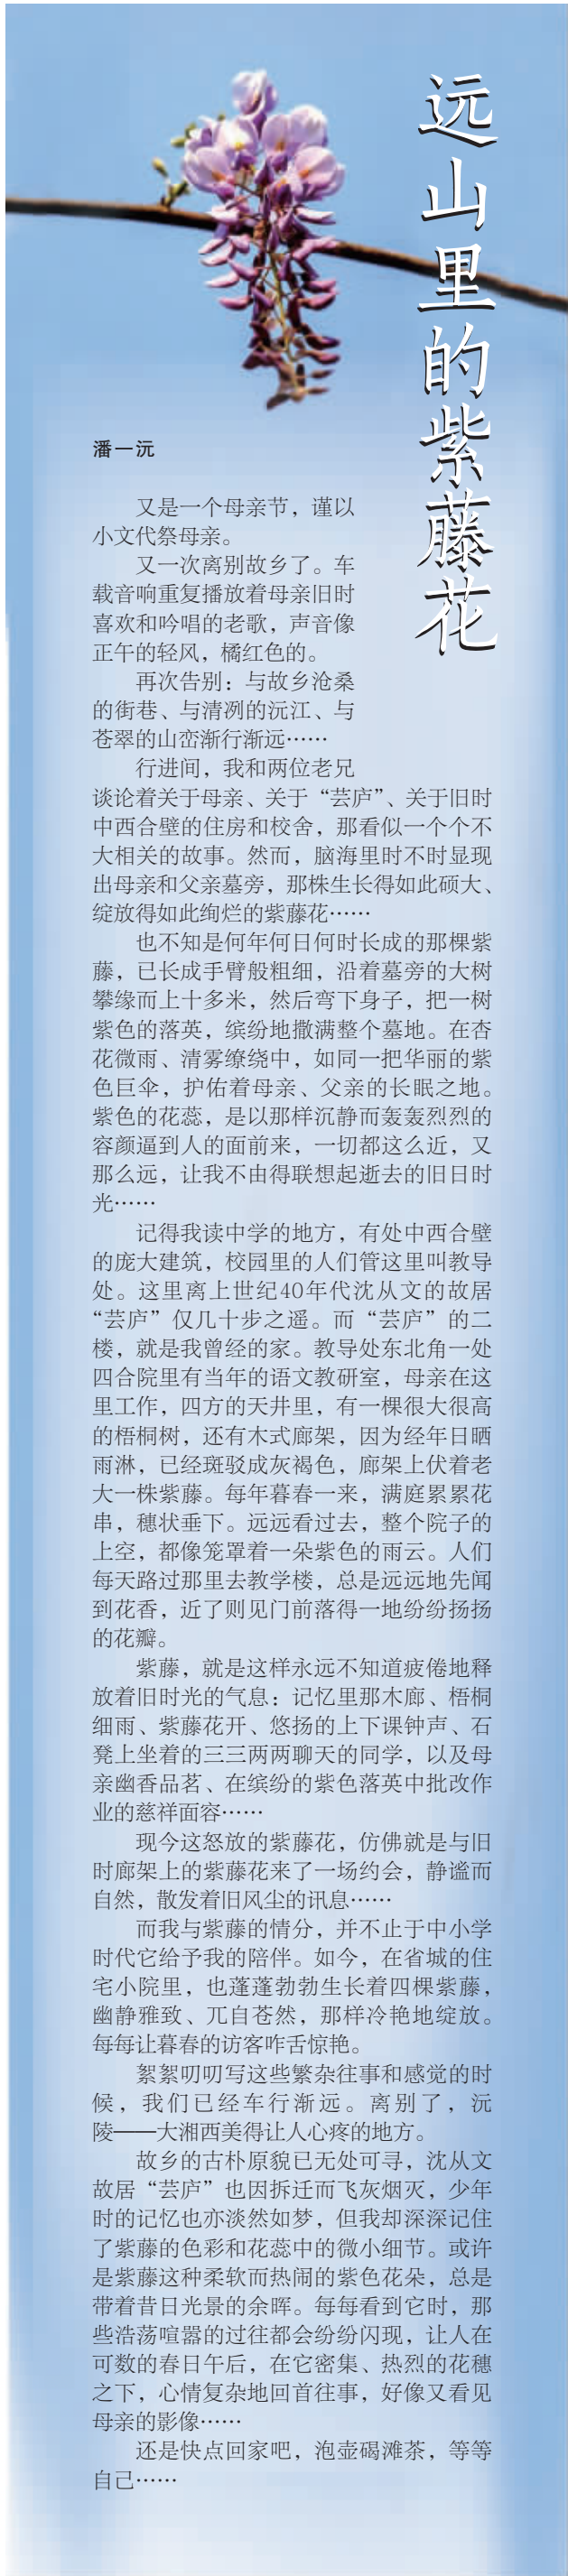 远山里的紫藤花
潘一沅
又是一个母亲节，谨以
小文代祭母亲。
又一次离别故乡了。车
载音响重复播放着母亲旧时
喜欢和吟唱的老歌，声音像
正午的轻风，橘红色的。
再次告别：与故乡沧桑
的街巷、与清冽的沅江、与
苍翠的山峦渐行渐远……
行进间，我和两位老兄
谈论着关于母亲、关于“芸庐”、关于旧时
中西合壁的住房和校舍，那看似一个个不
大相关的故事。然而，脑海里时不时显现
出母亲和父亲墓旁，那株生长得如此硕大、
绽放得如此绚烂的紫藤花……
也不知是何年何日何时长成的那棵紫
藤，已长成手臂般粗细，沿着墓旁的大树
攀缘而上十多米，然后弯下身子，把一树
紫色的落英，缤纷地撒满整个墓地。在杏
花微雨、清雾缭绕中，如同一把华丽的紫
色巨伞，护佑着母亲、父亲的长眠之地。
紫色的花蕊，是以那样沉静而轰轰烈烈的
容颜逼到人的面前来，一切都这么近，又
那么远，让我不由得联想起逝去的旧日时
光……
记得我读中学的地方，有处中西合壁
的庞大建筑，校园里的人们管这里叫教导
处。这里离上世纪40年代沈从文的故居
“芸庐”仅几十步之遥。而“芸庐”的二
楼，就是我曾经的家。教导处东北角一处
四合院里有当年的语文教研室，母亲在这
里工作，四方的天井里，有一棵很大很高
的梧桐树，还有木式廊架，因为经年日晒
雨淋，已经斑驳成灰褐色，廊架上伏着老
大一株紫藤。每年暮春一来，满庭累累花
串，穗状垂下。远远看过去，整个院子的
上空，都像笼罩着一朵紫色的雨云。人们
每天路过那里去教学楼，总是远远地先闻
到花香，近了则见门前落得一地纷纷扬扬
的花瓣。
紫藤，就是这样永远不知道疲倦地释
放着旧时光的气息：记忆里那木廊、梧桐
细雨、紫藤花开、悠扬的上下课钟声、石
凳上坐着的三三两两聊天的同学，以及母
亲幽香品茗、在缤纷的紫色落英中批改作
业的慈祥面容……
现今这怒放的紫藤花，仿佛就是与旧
时廊架上的紫藤花来了一场约会，静谧而
自然，散发着旧风尘的讯息……
而我与紫藤的情分，并不止于中小学
时代它给予我的陪伴。如今，在省城的住
宅小院里，也蓬蓬勃勃生长着四棵紫藤，
幽静雅致、兀自苍然，那样冷艳地绽放。
每每让暮春的访客咋舌惊艳。
絮絮叨叨写这些繁杂往事和感觉的时
候，我们已经车行渐远。离别了，沅
陵——大湘西美得让人心疼的地方。
故乡的古朴原貌已无处可寻，沈从文
故居“芸庐”也因拆迁而飞灰烟灭，少年
时的记忆也亦淡然如梦，但我却深深记住
了紫藤的色彩和花蕊中的微小细节。或许
是紫藤这种柔软而热闹的紫色花朵，总是
带着昔日光景的余晖。每每看到它时，那
些浩荡喧嚣的过往都会纷纷闪现，让人在
可数的春日午后，在它密集、热烈的花穗
之下，心情复杂地回首往事，好像又看见
母亲的影像……
还是快点回家吧，泡壶碣滩茶，等等
自己……